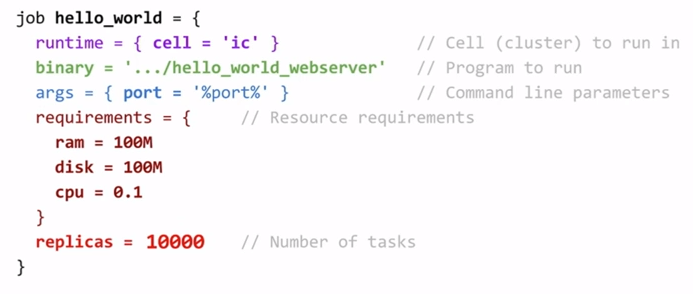 job hello_world = {
runtime = { cell = 'ic' } // Cell (cluster) to run in
binary = '.../hello_world_webserver' // Program to run
args = { port = '%port%' } // Command line parameters
requirements = { // Resource requirements
ram = 100M
disk = 100M
cpu = 0.1
}
replicas = 10000 // Number of tasks
}